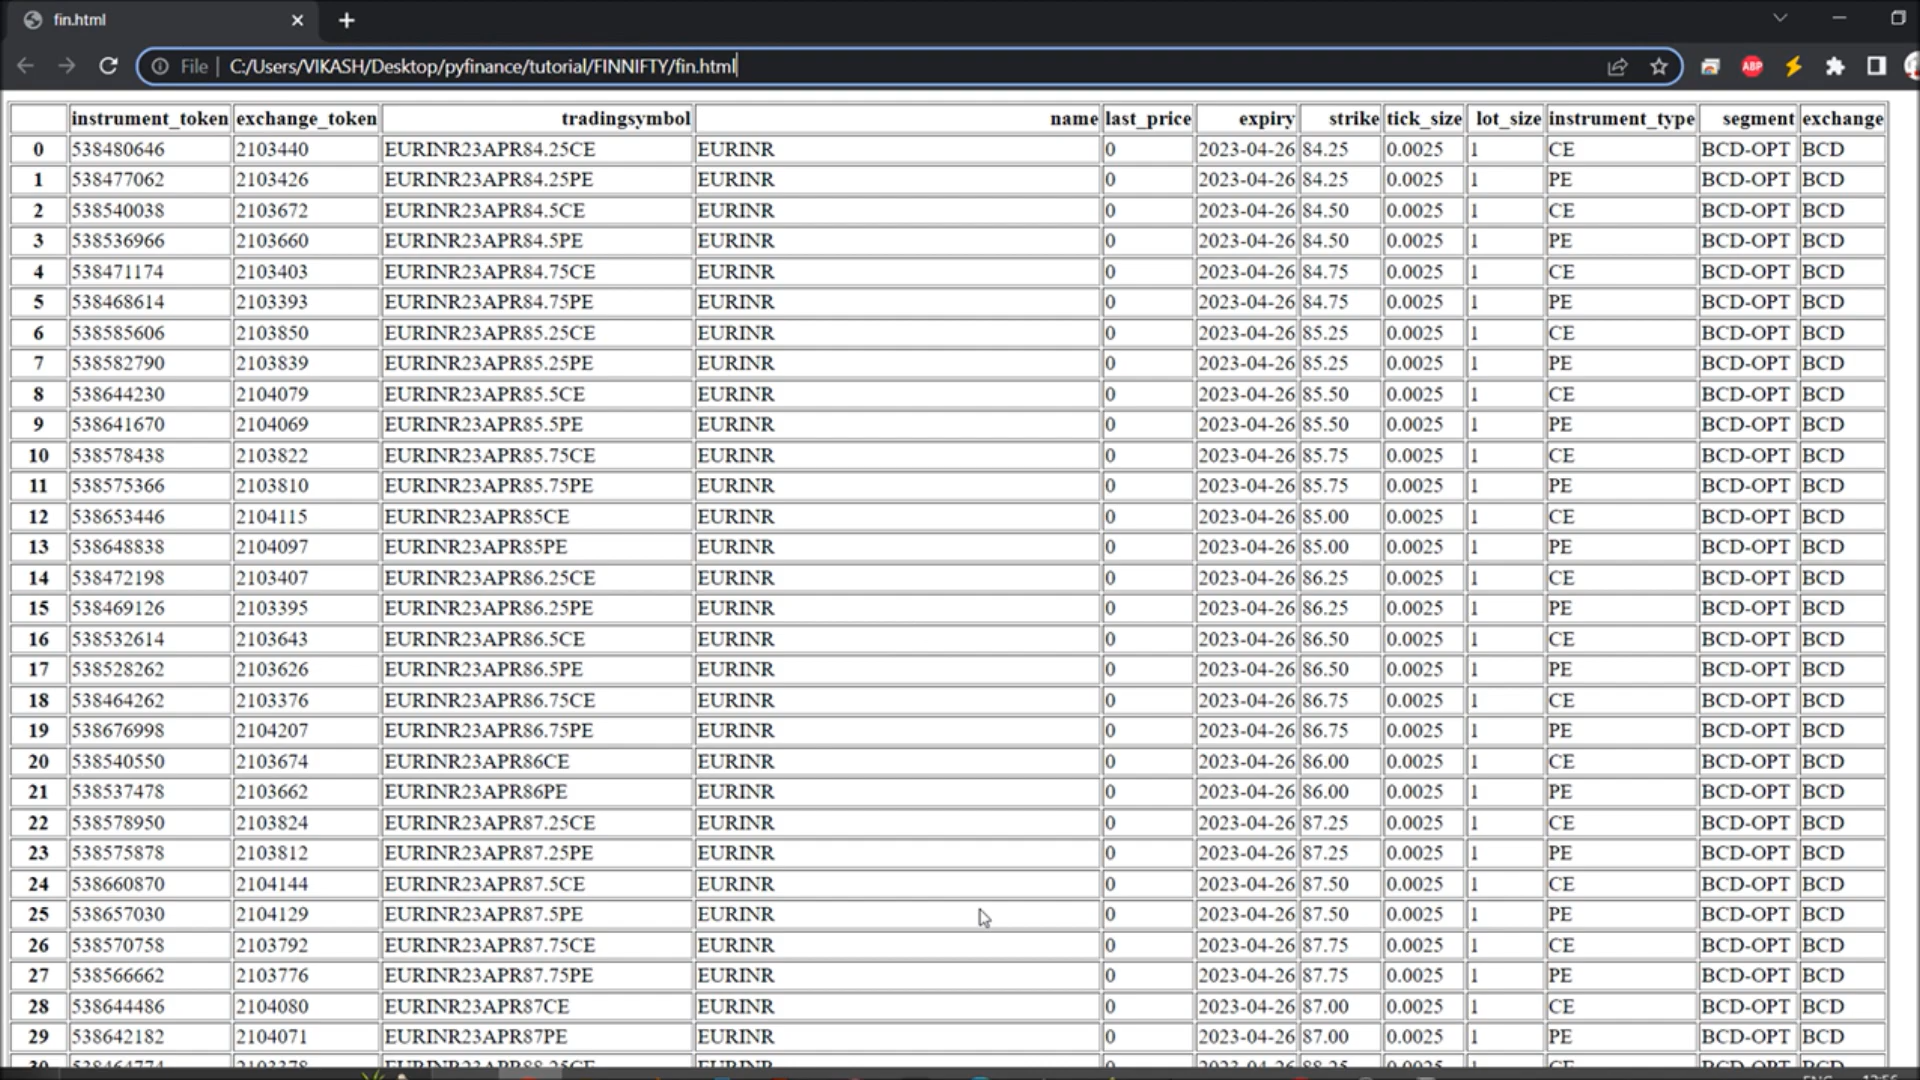 fin.html
File C:/Users/VIKASH/Desktop/pyfinance/tutorial/FINNIFTY/fin.html
ABP
instrument_token exchange_token tradingsymbol name last_price expiry strike tick_size lot_size instrument_type segment exchange
0 538480646 2103440 EURINR23APR84.25CE EURINR 0 2023-04-26 84.25 0.0025 1 CE BCD-OPT BCD
1 538477062 2103426 EURINR23APR84.25PE EURINR 0 2023-04-26 84.25 0.0025 1 PE BCD-OPT BCD
2 538540038 2103672 EURINR23APR84.5CE EURINR 0 2023-04-26 84.50 0.0025 1 CE BCD-OPT BCD
3 538536966 2103660 EURINR23APR84.5PE EURINR 0 2023-04-26 84.50 0.0025 1 PE BCD-OPT BCD
4 538471174 2103403 EURINR23APR84.75CE EURINR 0 2023-04-26 84.75 0.0025 1 CE BCD-OPT BCD
5 538468614 2103393 EURINR23APR84.75PE EURINR 0 2023-04-26 84.75 0.0025 1 PE BCD-OPT BCD
6 538585606 2103850 EURINR23APR85.25CE EURINR 0 2023-04-26 85.25 0.0025 1 CE BCD-OPT BCD
7 538582790 2103839 EURINR23APR85.25PE EURINR 0 2023-04-26 85.25 0.0025 1 PE BCD-OPT BCD
8 538644230 2104079 EURINR23APR85.5CE EURINR 0 2023-04-26 85.50 0.0025 1 CE BCD-OPT BCD
9 538641670 2104069 EURINR23APR85.5PE EURINR 0 2023-04-26 85.50 0.0025 1 PE BCD-OPT BCD
10 538578438 2103822 EURINR23APR85.75CE EURINR 0 2023-04-26 85.75 0.0025 1 CE BCD-OPT BCD
11 538575366 2103810 EURINR23APR85.75PE EURINR 0 2023-04-26 85.75 0.0025 1 PE BCD-OPT BCD
12 538653446 2104115 EURINR23APR85CE EURINR 0 2023-04-26 85.00 0.0025 1 CE BCD-OPT BCD
13 538648838 2104097 EURINR23APR85PE EURINR 0 2023-04-26 85.00 0.0025 1 PE BCD-OPT BCD
14 538472198 2103407 EURINR23APR86.25CE EURINR 0 2023-04-26 86.25 0.0025 1 CE BCD-OPT BCD
15 538469126 2103395 EURINR23APR86.25PE EURINR 0 2023-04-26 86.25 0.0025 1 PE BCD-OPT BCD
16 538532614 2103643 EURINR23APR86.5CE EURINR 0 2023-04-26 86.50 0.0025 1 CE BCD-OPT BCD
17 538528262 2103626 EURINR23APR86.5PE EURINR 0 2023-04-26 86.50 0.0025 1 PE BCD-OPT BCD
18 538464262 2103376 EURINR23APR86.75CE EURINR 0 2023-04-26 86.75 0.0025 1 CE BCD-OPT BCD
19 538676998 2104207 EURINR23APR86.75PE EURINR 0 2023-04-26 86.75 0.0025 1 PE BCD-OPT BCD
20 538540550 2103674 EURINR23APR86CE EURINR 0 2023-04-26 86.00 0.0025 1 CE BCD-OPT BCD
21 538537478 2103662 EURINR23APR86PE EURINR 0 2023-04-26 86.00 0.0025 1 PE BCD-OPT BCD
22 538578950 2103824 EURINR23APR87.25CE EURINR 0 2023-04-26 87.25 0.0025 1 CE BCD-OPT BCD
23 538575878 2103812 EURINR23APR87.25PE EURINR 0 2023-04-26 87.25 0.0025 1 PE BCD-OPT BCD
24 538660870 2104144 EURINR23APR87.5CE EURINR 0 2023-04-26 87.50 0.0025 1 CE BCD-OPT BCD
25 538657030 2104129 EURINR23APR87.5PE EURINR 0 2023-04-26 87.50 0.0025 1 PE BCD-OPT BCD
26 538570758 2103792 EURINR23APR87.75CE EURINR 0 2023-04-26 87.75 0.0025 1 CE BCD-OPT BCD
27 538566662 2103776 EURINR23APR87.75PE EURINR 0 2023-04-26 87.75 0.0025 1 PE BCD-OPT BCD
28 538644486 2104080 EURINR23APR87CE EURINR 0 2023-04-26 87.00 0.0025 1 CE BCD-OPT BCD
29 538642182 2104071 EURINR23APR87PE EURINR 0 2023-04-26 87.00 0.0025 1 PE BCD-OPT BCD